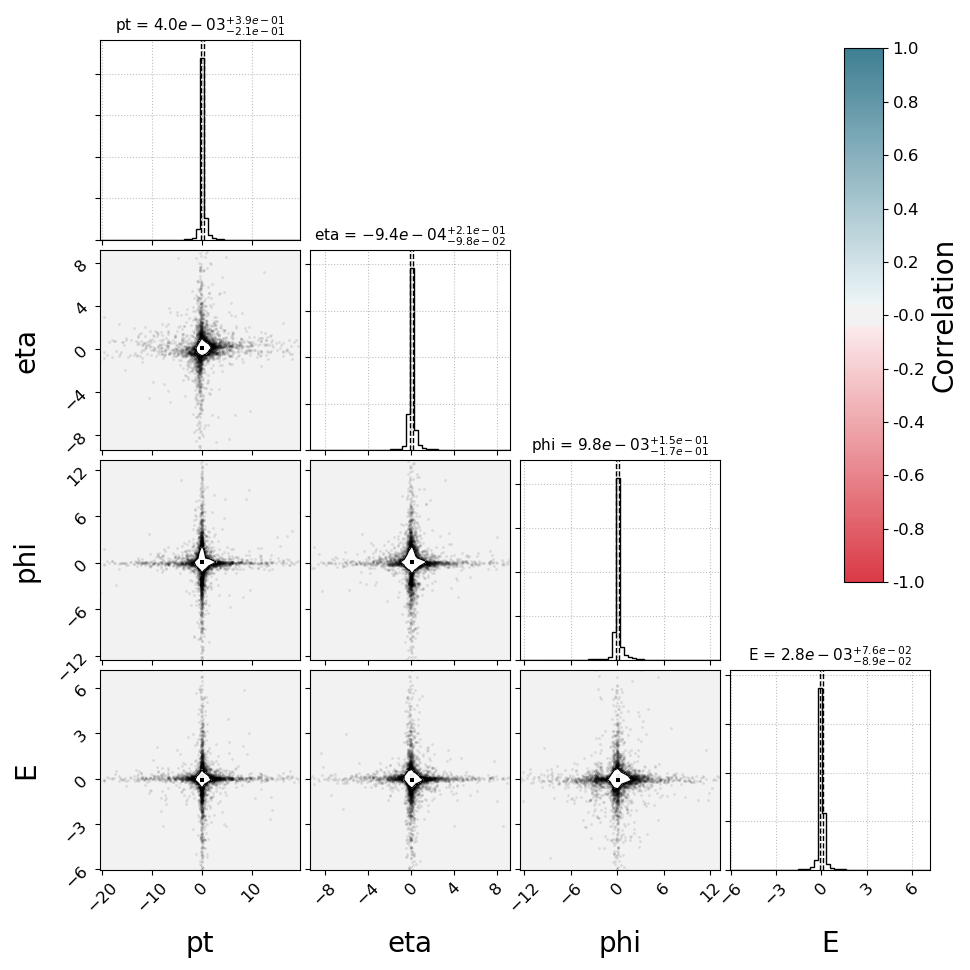 pt = 4.0e − 03 +3.9e−01 −2.1e−01
eta = −9.4e − 04 +2.1e−01 −9.8e−02
phi = 9.8e − 03 +1.5e−01 −1.7e−01
E = 2.8e − 03 +7.6e−02 −8.9e−02
eta
8
4
0
−4
−8
phi
12
6
0
−6
−12
E
6
3
0
−3
−6
−20 −10 0 10
−8 −4 0 4 8
−12 −6 0 6 12
−6 −3 0 3 6
pt eta phi E
1.0
0.8
0.6
0.4
0.2
-0.0
-0.2
-0.4
-0.6
-0.8
-1.0
Correlation